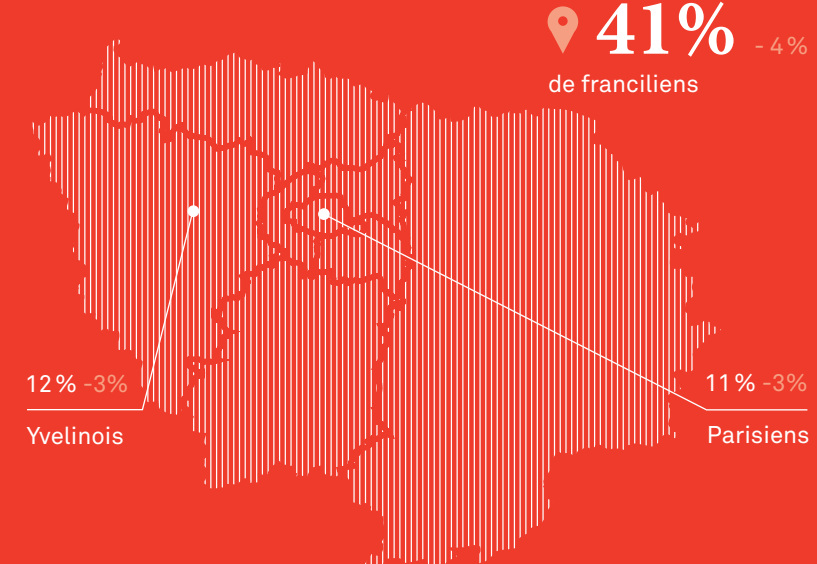 41% - 4 %
de franciliens
12 % -3%
Yvelinois
11 % -3%
Parisiens